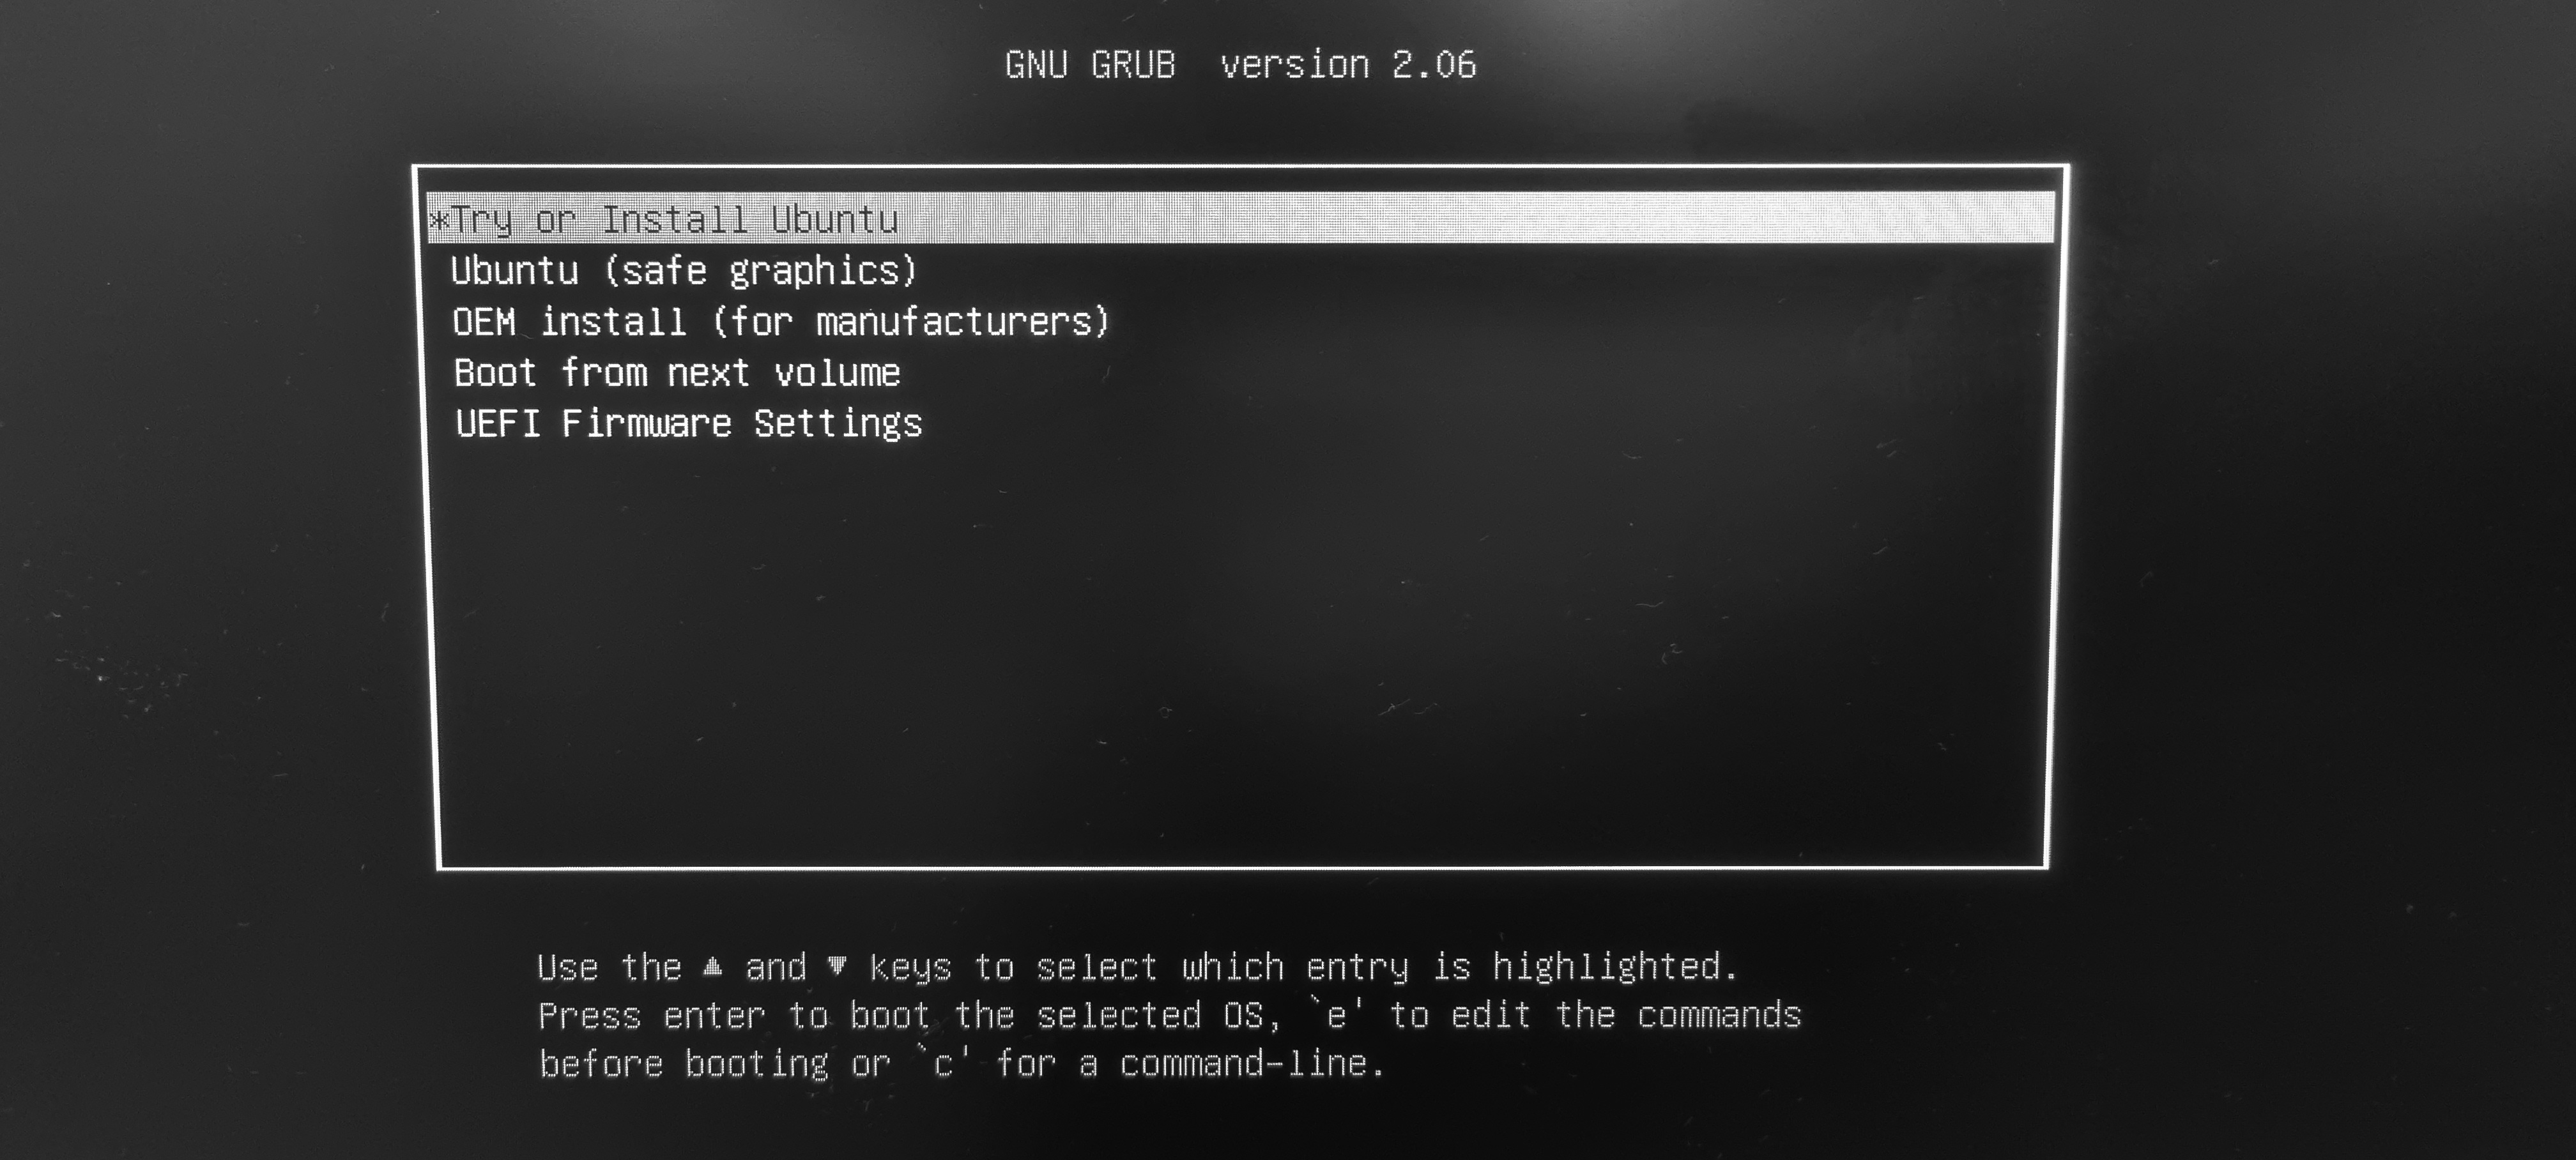 GNU GRUB  version 2.06
*Try or Install Ubuntu
Ubuntu (safe graphics)
OEM install (for manufacturers)
Boot from next volume
UEFI Firmware Settings
Use the ▲ and ▼ keys to select which entry is highlighted.
Press enter to boot the selected OS, `e' to edit the commands
before booting or `c' for a command-line.